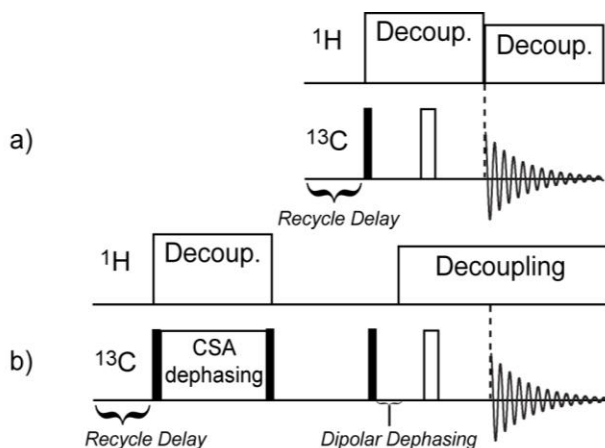 ¹H
Decoup.
Decoup.
a)
¹³C
Recycle Delay
¹H
Decoup.
Decoupling
b)
¹³C
CSA
dephasing
Recycle Delay
Dipolar Dephasing